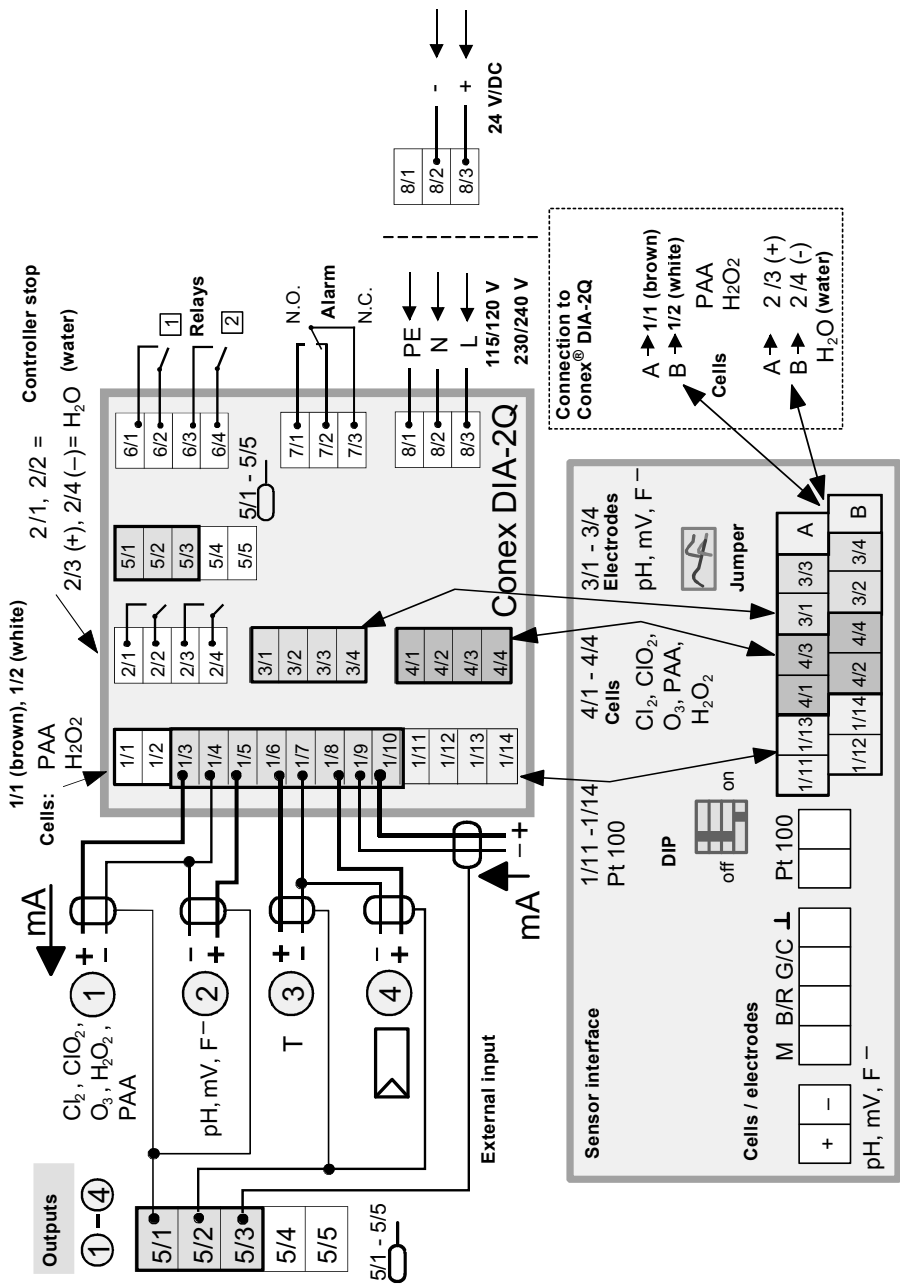 Outputs
1 – 4
5/1
5/2
5/3
5/4
5/5
5/1 - 5/5
Cl2 , ClO2 ,
O3 , H2O2 ,
PAA
mA
1
+
–
pH, mV, F –
2
–
+
T
3
+
–
4
–
+
External input
mA
–
+
Cells:
1/1 (brown), 1/2 (white)
PAA
H2O2
2/1, 2/2 = Controller stop
2/3 (+), 2/4 (–) = H2O (water)
1/1
1/2
1/3
1/4
1/5
1/6
1/7
1/8
1/9
1/10
1/11
1/12
1/13
1/14
2/1
2/2
2/3
2/4
3/1
3/2
3/3
3/4
4/1
4/2
4/3
4/4
5/1
5/2
5/3
5/4
5/5
5/1 - 5/5
6/1
6/2
6/3
6/4
1
Relays
2
7/1
7/2
7/3
N.O.
Alarm
N.C.
8/1
8/2
8/3
PE
N
L
115/120 V
230/240 V
Conex DIA-2Q
8/1
8/2
8/3
-
+
24 V/DC
Sensor interface
Cells / electrodes
+ –
pH, mV, F –
M B/R G/C ⊥
Pt 100
1/11 -1/14
Pt 100
DIP
off
on
4/1 - 4/4
Cells
Cl2, ClO2,
O3, PAA,
H2O2
3/1 - 3/4
Electrodes
pH, mV, F –
Jumper
1/11 1/13 4/1 4/3 3/1 3/3 A
1/12 1/14 4/2 4/4 3/2 3/4 B
Connection to
Conex® DIA-2Q
A 1/1 (brown)
B 1/2 (white)
Cells
PAA
H2O2
A 2/3 (+)
B 2/4 (-)
H2O (water)